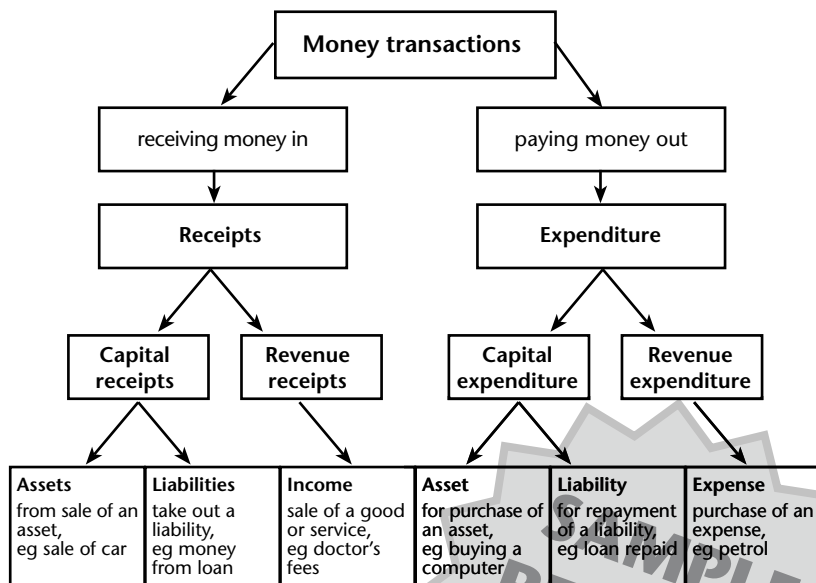 Money transactions
receiving money in
paying money out
Receipts
Expenditure
Capital
receipts
Revenue
receipts
Capital
expenditure
Revenue
expenditure
Assets
from sale of an
asset,
eg sale of car
Liabilities
take out a
liability,
eg money
from loan
Income
sale of a good
or service,
eg doctor's
fees
Asset
for purchase of
an asset,
eg buying a
computer
Liability
for repayment
of a liability,
eg loan repaid
Expense
purchase of an
expense,
eg petrol
SAMPLE